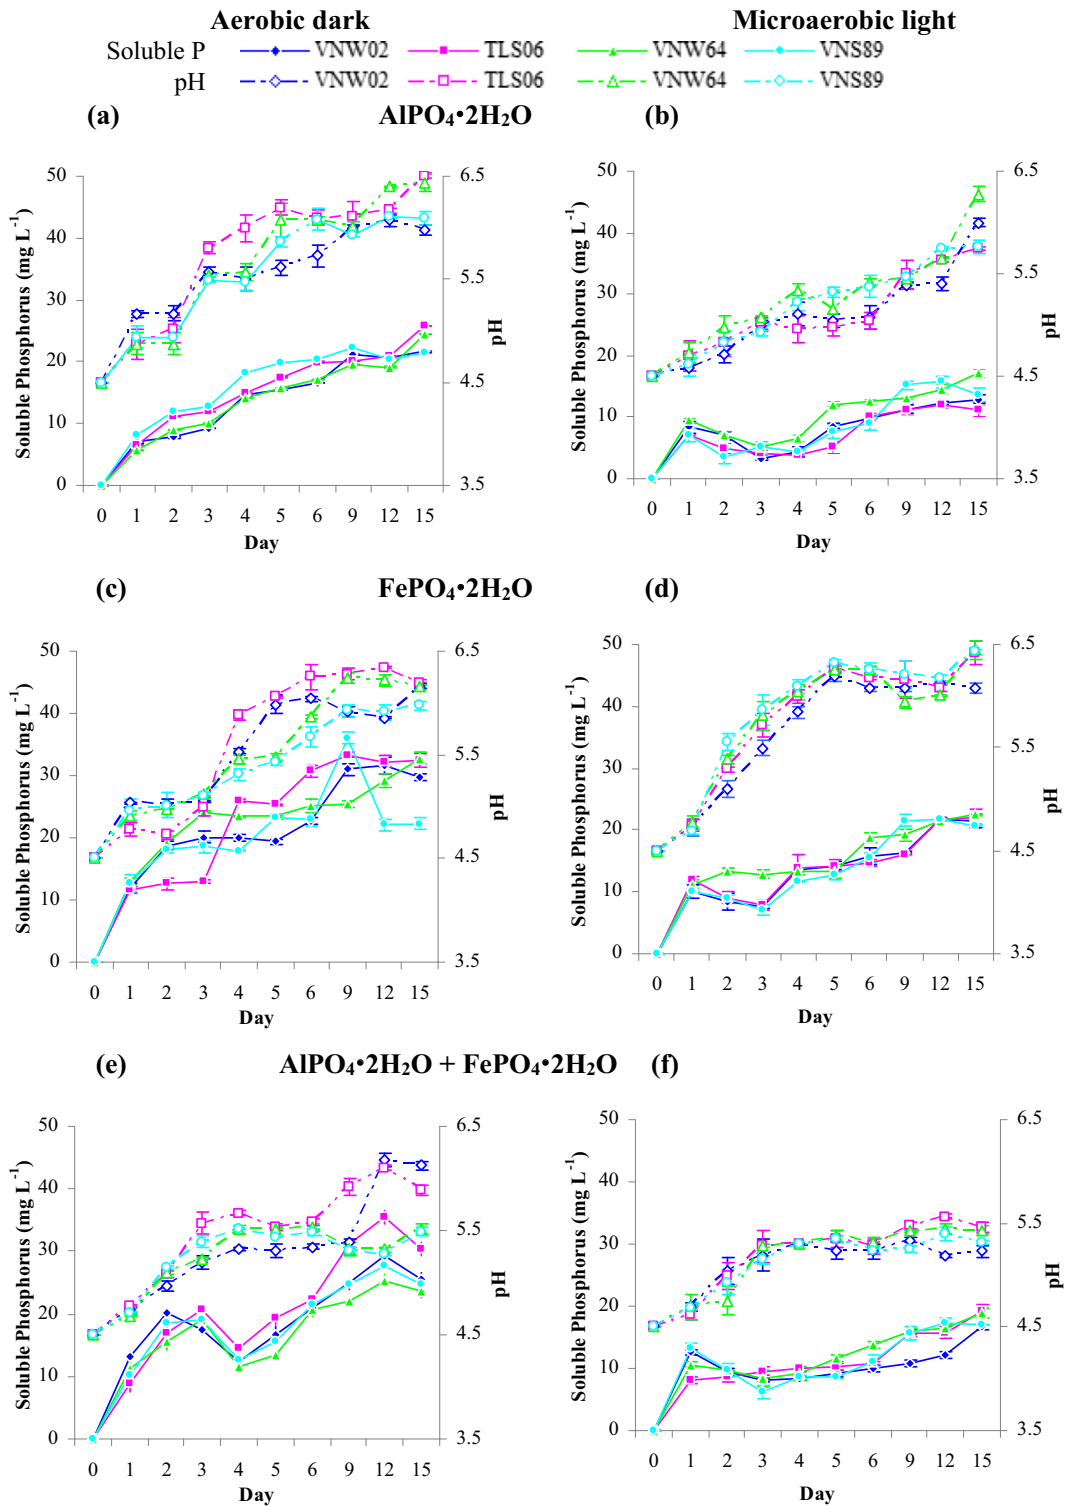 Aerobic dark Microaerobic light
Soluble P VNW02 TLS06 VNW64 VNS89
pH VNW02 TLS06 VNW64 VNS89
(a) AlPO₄•2H₂O (b)
50 6.5 50 6.5
40 40
5.5 5.5
30 30
20 20
4.5 4.5
10 10
0 3.5 0 3.5
Soluble Phosphorus (mg L⁻¹) pH Soluble Phosphorus (mg L⁻¹) pH
0 1 2 3 4 5 6 9 12 15 0 1 2 3 4 5 6 9 12 15
Day Day
(c) FePO₄•2H₂O (d)
50 6.5 50 6.5
40 40
5.5 5.5
30 30
20 20
4.5 4.5
10 10
0 3.5 0 3.5
Soluble Phosphorus (mg L⁻¹) pH Soluble Phosphorus (mg L⁻¹) pH
0 1 2 3 4 5 6 9 12 15 0 1 2 3 4 5 6 9 12 15
Day Day
(e) AlPO₄•2H₂O + FePO₄•2H₂O (f)
50 6.5 50 6.5
40 40
5.5 5.5
30 30
20 20
4.5 4.5
10 10
0 3.5 0 3.5
Soluble Phosphorus (mg L⁻¹) pH Soluble Phosphorus (mg L⁻¹) pH
0 1 2 3 4 5 6 9 12 15 0 1 2 3 4 5 6 9 12 15
Day Day